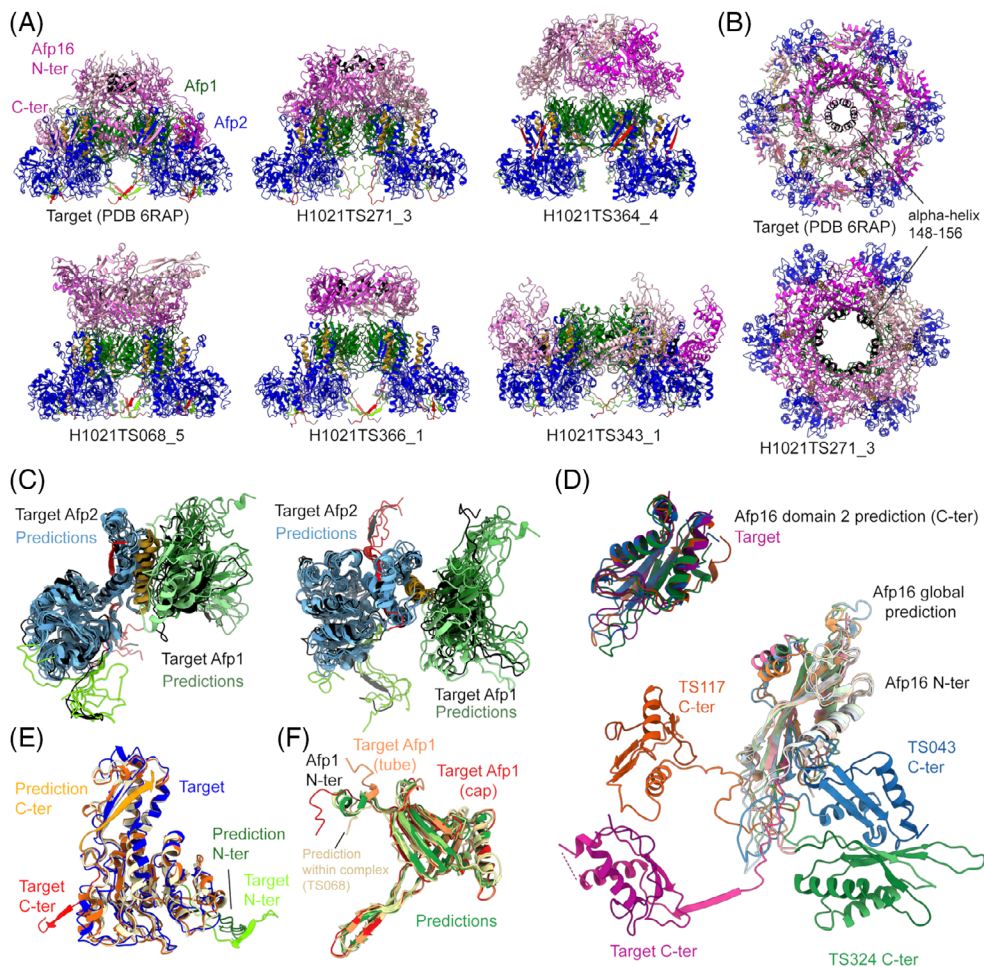 (A)
Afp16
N-ter
C-ter
Afp1
Afp2
Target (PDB 6RAP)
H1021TS271_3
H1021TS364_4
H1021TS068_5
H1021TS366_1
H1021TS343_1
(B)
Target (PDB 6RAP)
alpha-helix
148-156
H1021TS271_3
(C)
Target Afp2
Predictions
Target Afp1
Predictions
Target Afp2
Predictions
Target Afp1
Predictions
(D)
Afp16 domain 2 prediction (C-ter)
Target
Afp16 global
prediction
Afp16 N-ter
TS117
C-ter
TS043
C-ter
Target C-ter
TS324 C-ter
(E)
Prediction
C-ter
Target
Prediction
N-ter
Target
N-ter
Target
C-ter
(F)
Afp1
N-ter
Target Afp1
(tube)
Target Afp1
(cap)
Prediction
within complex
(TS068)
Predictions